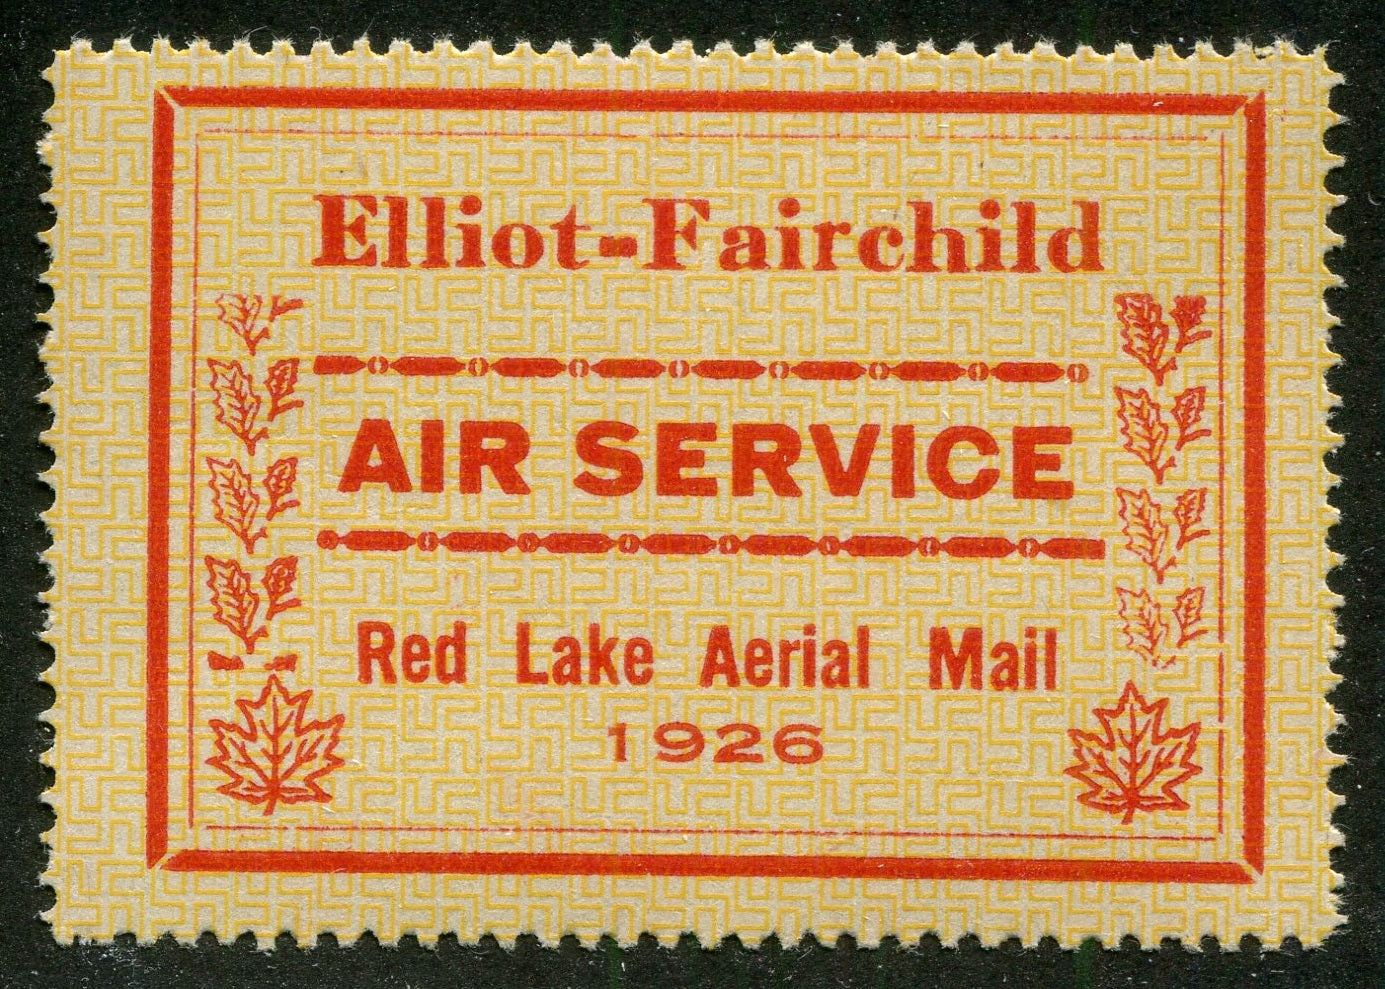 Elliot-Fairchild
AIR SERVICE
Red Lake Aerial Mail
1926